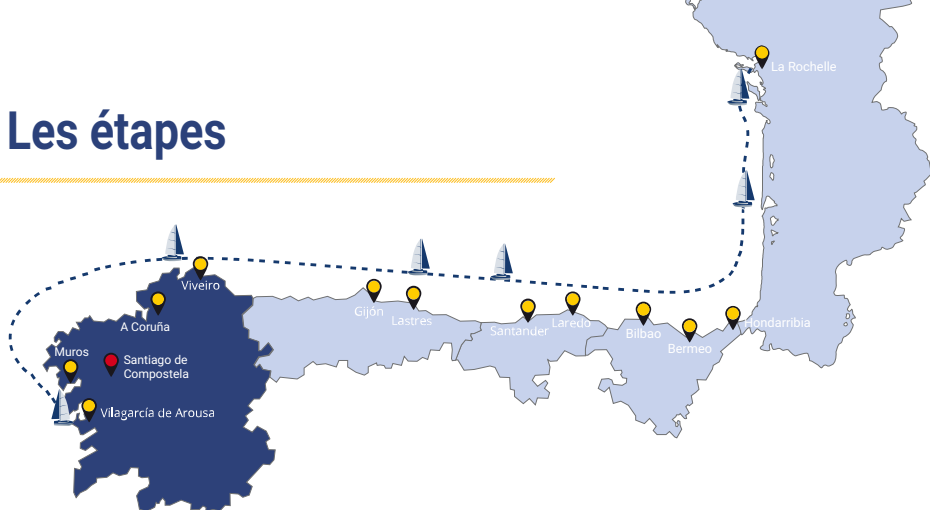 La Rochelle
Les étapes
Viveiro
Gijón
Lastres
A Coruña
Santander
Laredo
Bilbao
Hondarribia
Bermeo
Muros
Santiago de
Compostela
Vilagarcía de Arousa